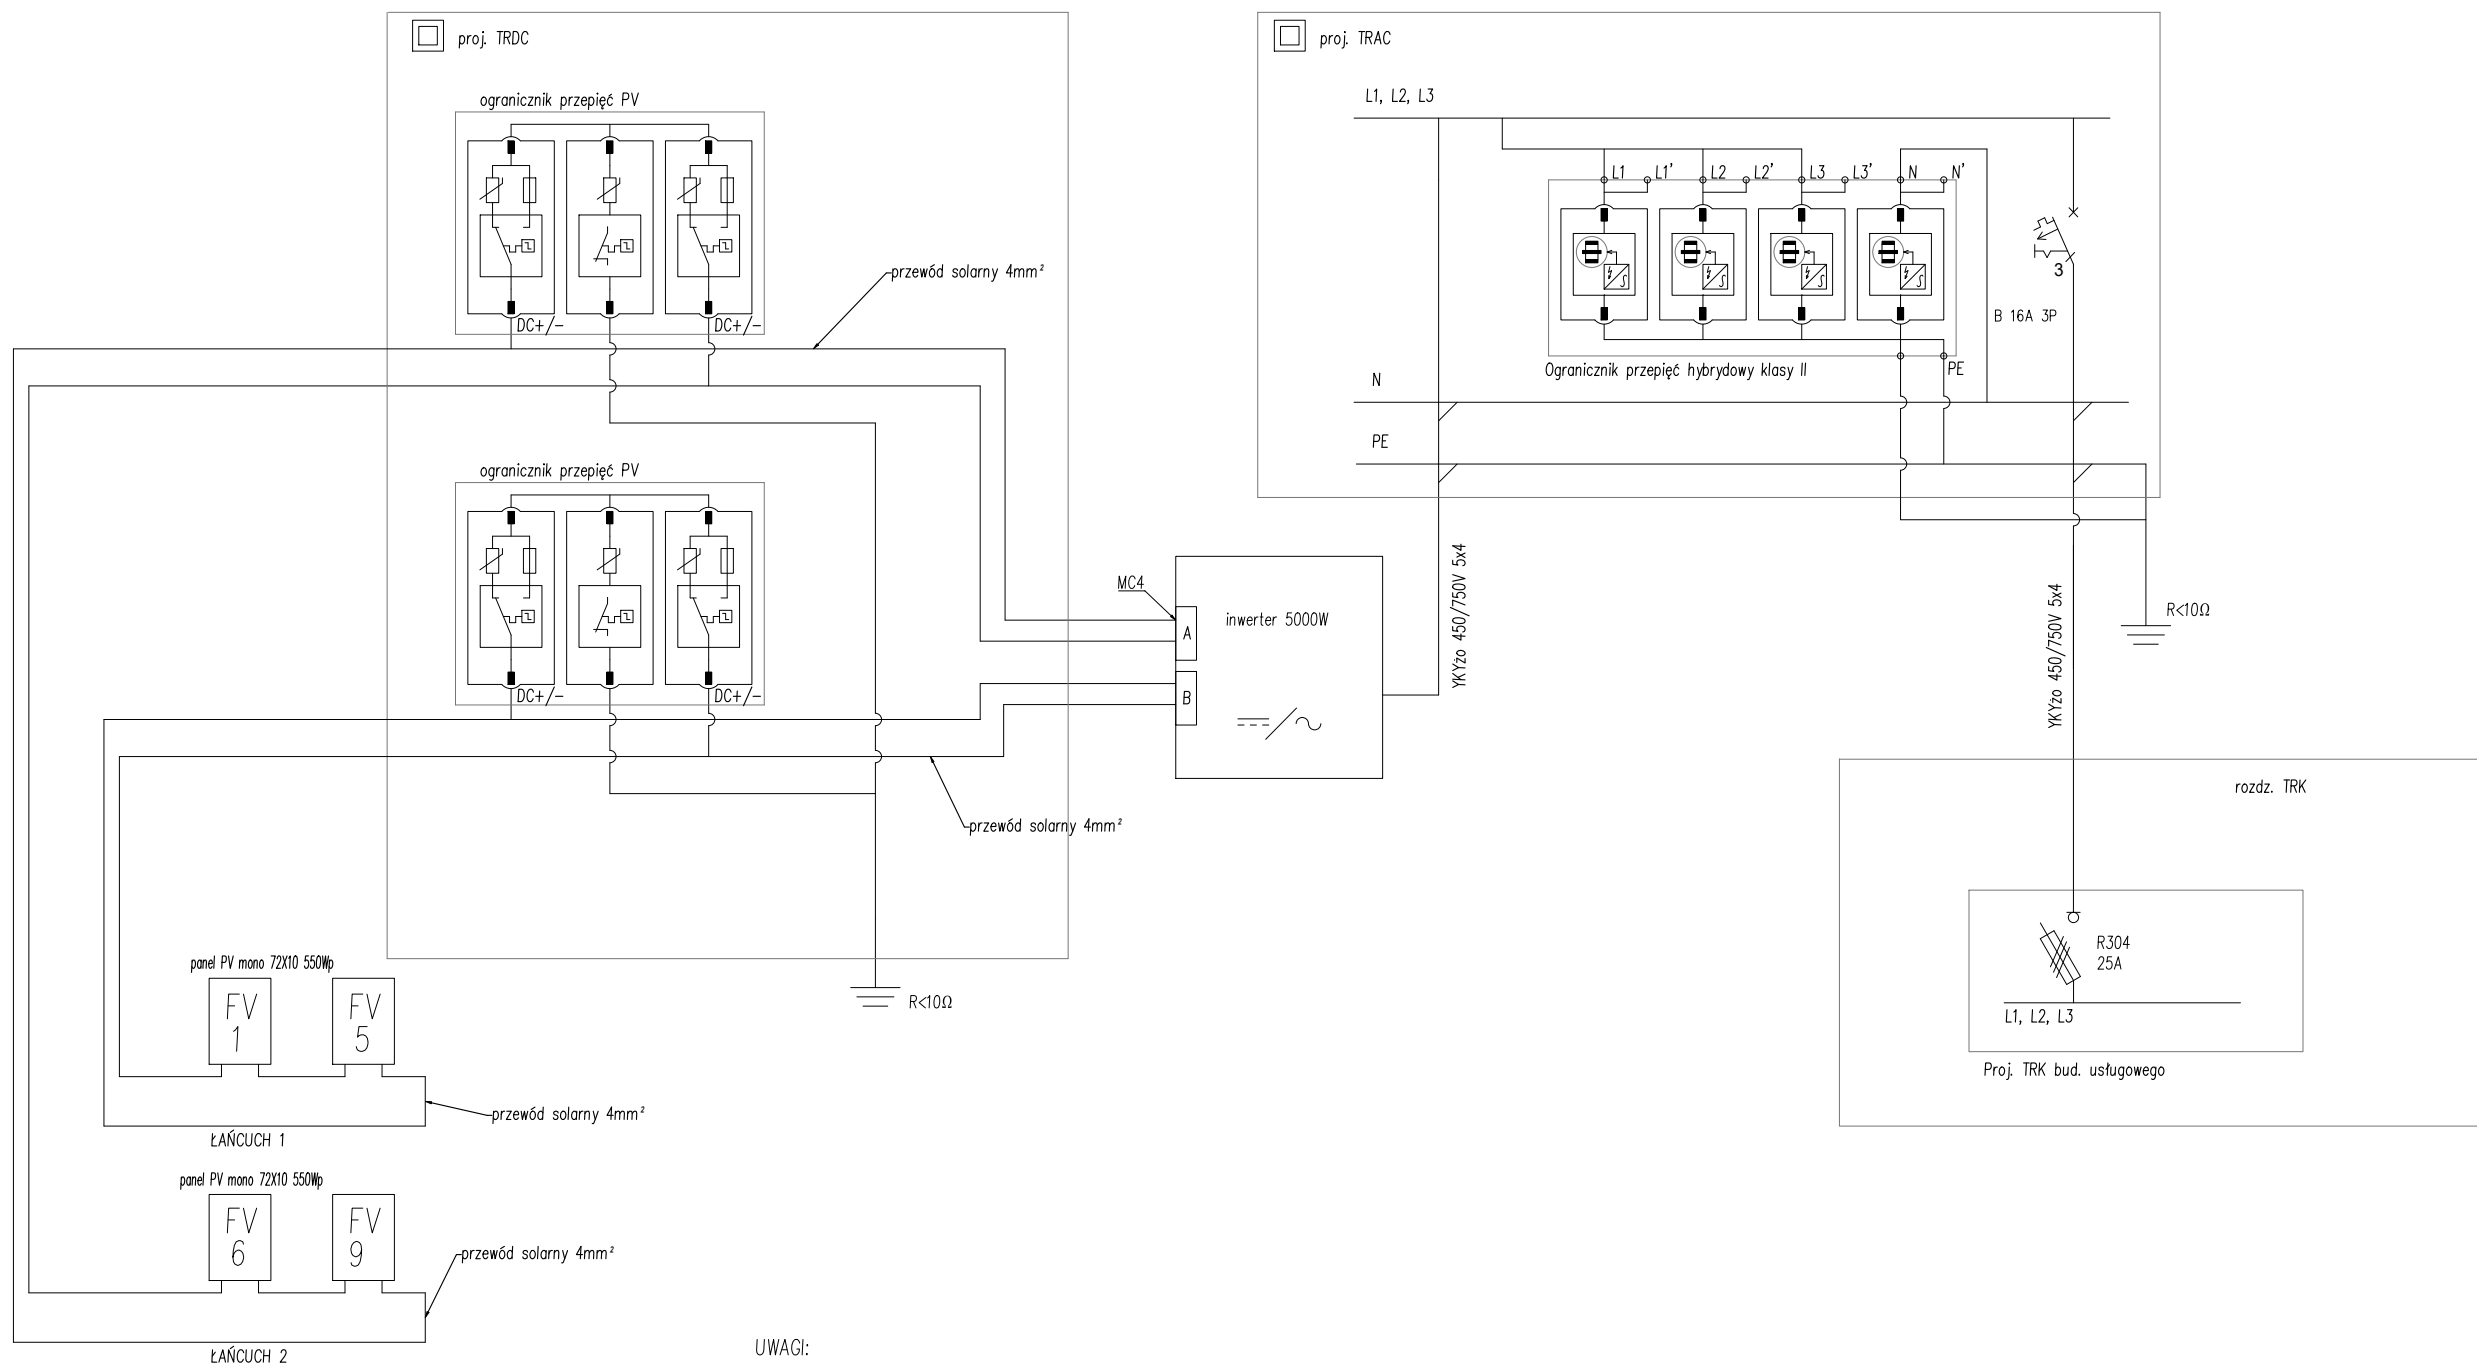 proj. TRDC
ogranicznik przepięć PV
DC+/-
DC+/-
przewód solarny 4mm²
ogranicznik przepięć PV
DC+/-
DC+/-
przewód solarny 4mm²
R<10Ω
proj. TRAC
L1, L2, L3
L1 L1' L2 L2' L3 L3' N N'
3
B 16A 3P
Ogranicznik przepięć hybrydowy klasy II
PE
N
PE
MC4
A
inwerter 5000W
B
YKYżo 450/750V 5x4
YKYżo 450/750V 5x4
R<10Ω
rozdz. TRK
R304
25A
L1, L2, L3
Proj. TRK bud. usługowego
panel PV mono 72X10 550Wp
FV
1
FV
5
przewód solarny 4mm²
ŁAŃCUCH 1
panel PV mono 72X10 550Wp
FV
6
FV
9
przewód solarny 4mm²
ŁAŃCUCH 2
UWAGI: